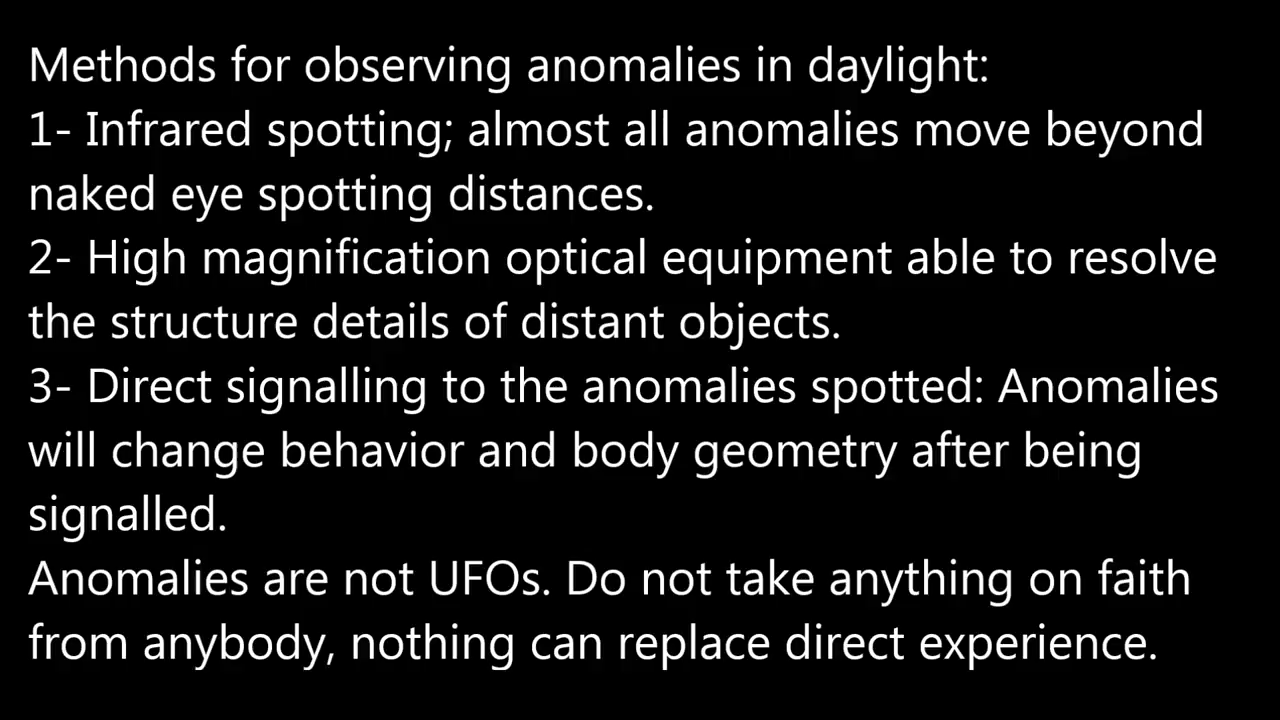 Methods for observing anomalies in daylight:
1- Infrared spotting; almost all anomalies move beyond
naked eye spotting distances.
2- High magnification optical equipment able to resolve
the structure details of distant objects.
3- Direct signalling to the anomalies spotted: Anomalies
will change behavior and body geometry after being
signalled.
Anomalies are not UFOs. Do not take anything on faith
from anybody, nothing can replace direct experience.